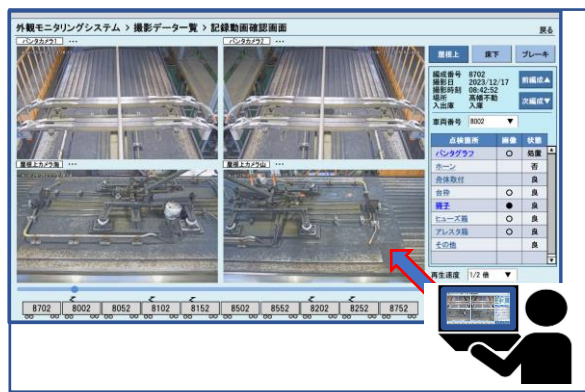 外観モニタリングシステム > 撮影データ一覧 > 記録動画確認画面
戻る
パンタカメラ1 ･･･
パンタカメラ2 ･･･
屋根上カメラ海 ･･･
屋根上カメラ山 ･･･
屋根上 床下 ブレーキ
編成番号 8702
撮影日 2023/12/17
撮影時刻 08:42:52
場所 高幡不動
入出庫 入庫
前編成▲
次編成▼
車両番号 8002 ▼
点検箇所 画像 状態
パンタグラフ ○ 処置
ホーン 否
舟体取付 良
台枠 ○ 良
碍子 ● 良
ヒューズ箱 ○ 良
アレスタ箱 ○ 良
その他 良
再生速度 1/2 倍 ▼
8702 8002 8052 8102 8152 8502 8552 8202 8252 8752